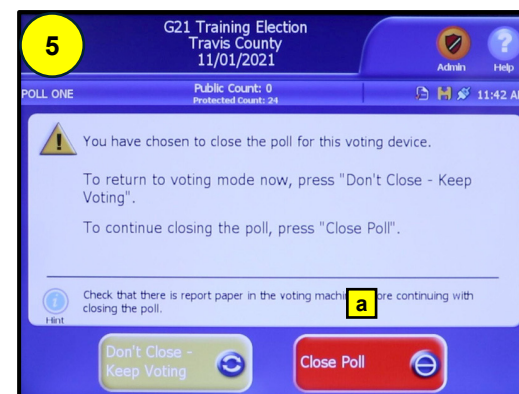 5
G21 Training Election
Travis County
11/01/2021
Admin
Help
POLL ONE
Public Count: 0
Protected Count: 24
11:42
You have chosen to close the poll for this voting device.
To return to voting mode now, press "Don't Close - Keep
Voting".
To continue closing the poll, press "Close Poll".
Hint
Check that there is report paper in the voting continuing with
closing the poll.
a
Don't Close -
Keep Voting
Close Poll